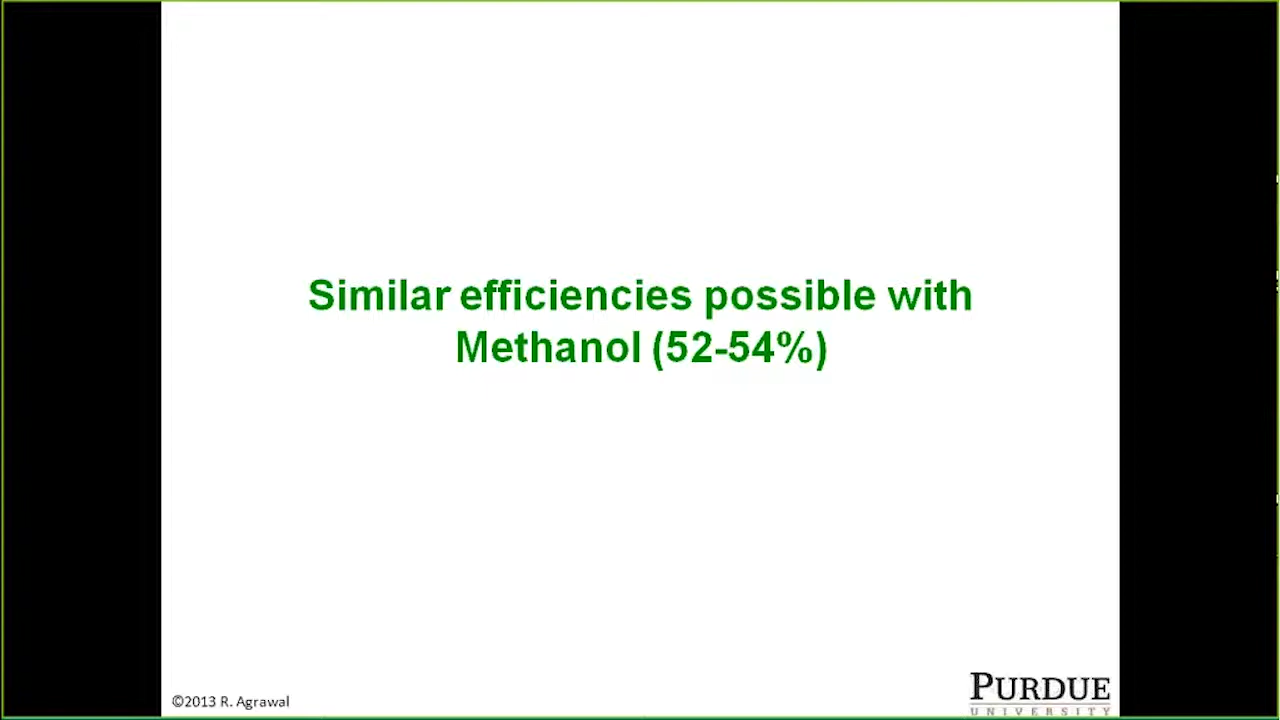 Similar efficiencies possible with
Methanol (52-54%)
©2013 R. Agrawal
PURDUE
UNIVERSITY